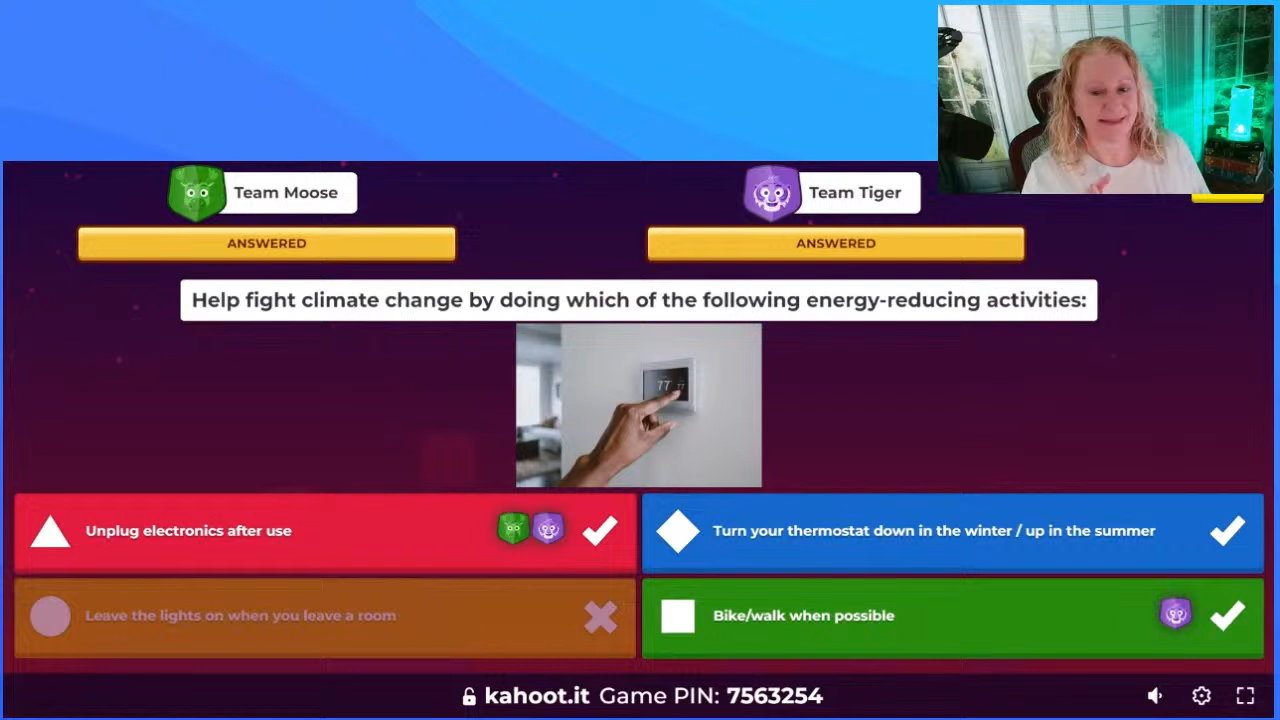 Team Moose
Team Tiger
ANSWERED
ANSWERED
Help fight climate change by doing which of the following energy-reducing activities:
77
Unplug electronics after use
Turn your thermostat down in the winter / up in the summer
Leave the lights on when you leave a room
Bike/walk when possible
kahoot.it Game PIN: 7563254